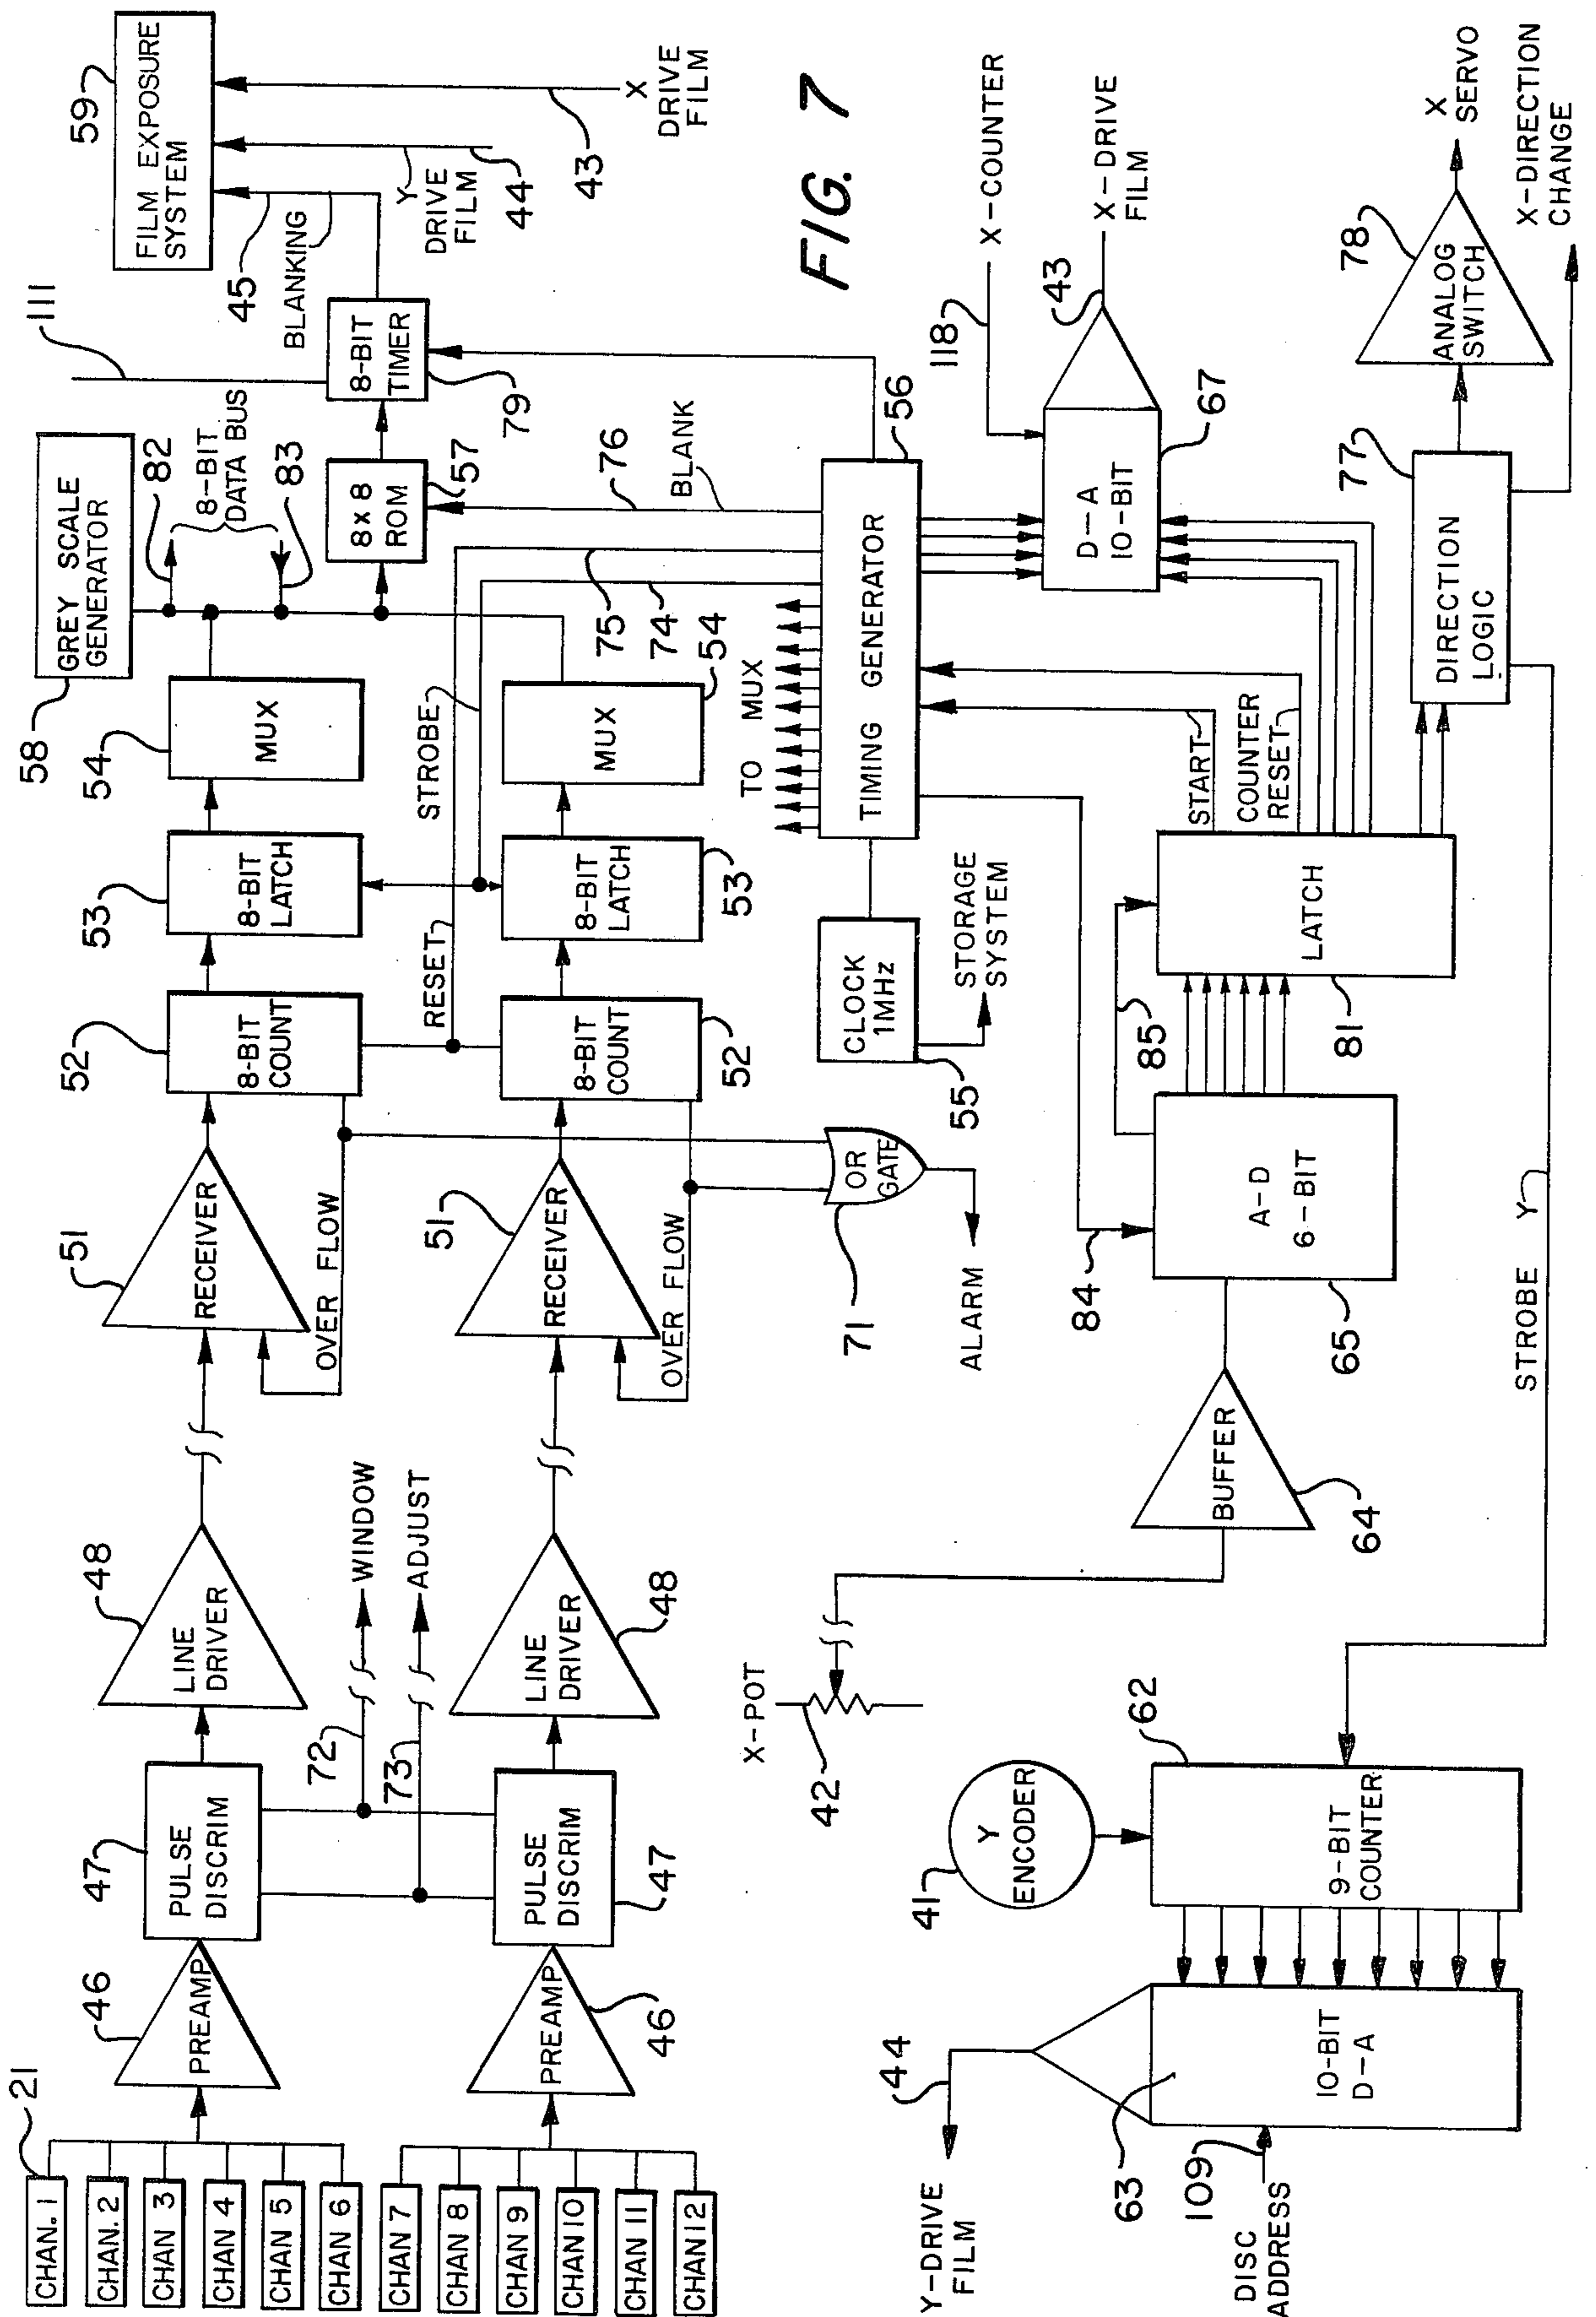 FIG. 7
CHAN. 1
CHAN. 2
CHAN 3
CHAN 4
CHAN 5
CHAN 6
CHAN 7
CHAN 8
CHAN 9
CHAN 10
CHAN 11
CHAN 12
21
46
PREAMP
46
PREAMP
47
PULSE
DISCRIM
47
PULSE
DISCRIM
48
LINE
DRIVER
48
LINE
DRIVER
72
WINDOW
73
ADJUST
51
RECEIVER
OVER FLOW
51
RECEIVER
OVER FLOW
52
8-BIT
COUNT
52
8-BIT
COUNT
RESET
53
8-BIT
LATCH
53
8-BIT
LATCH
STROBE
54
MUX
54
MUX
58
GREY SCALE
GENERATOR
82
8-BIT
DATA BUS
83
8x8
ROM
57
111
8-BIT
TIMER
79
45
BLANKING
59
FILM EXPOSURE
SYSTEM
Y
DRIVE
FILM
44
43
X
DRIVE
FILM
75
74
76
BLANK
TO MUX
TIMING GENERATOR
56
CLOCK
1MHz
55
STORAGE
SYSTEM
OR
GATE
71
ALARM
X-COUNTER
118
D-A
10-BIT
67
43
X-DRIVE
FILM
START
COUNTER
RESET
LATCH
81
85
84
A-D
6-BIT
65
BUFFER
64
X-POT
42
DIRECTION
LOGIC
77
ANALOG
SWITCH
78
X
SERVO
X-DIRECTION
CHANGE
STROBE Y
Y
ENCODER
41
9-BIT
COUNTER
62
10-BIT
D-A
63
44
Y-DRIVE
FILM
109
DISC
ADDRESS